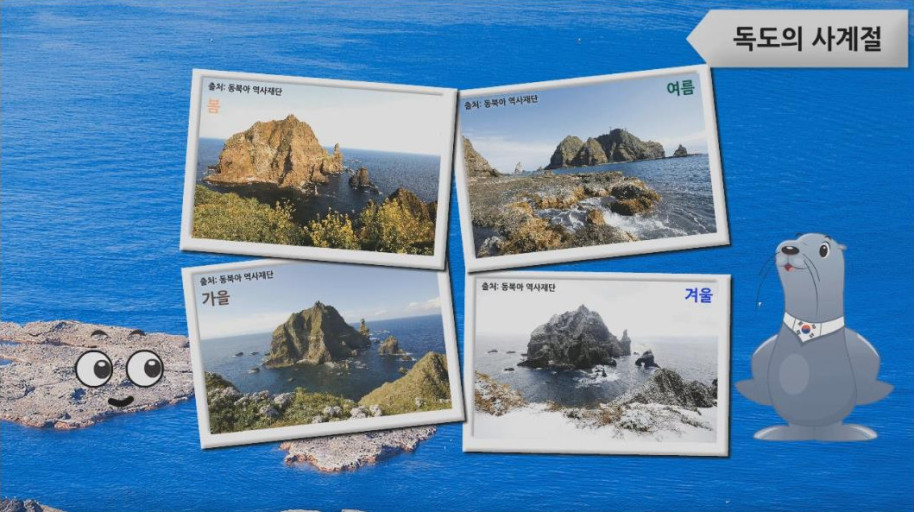 독도의 사계절
출처: 동북아 역사재단
봄
출처: 동북아 역사재단
여름
출처: 동북아 역사재단
가을
출처: 동북아 역사재단
겨울